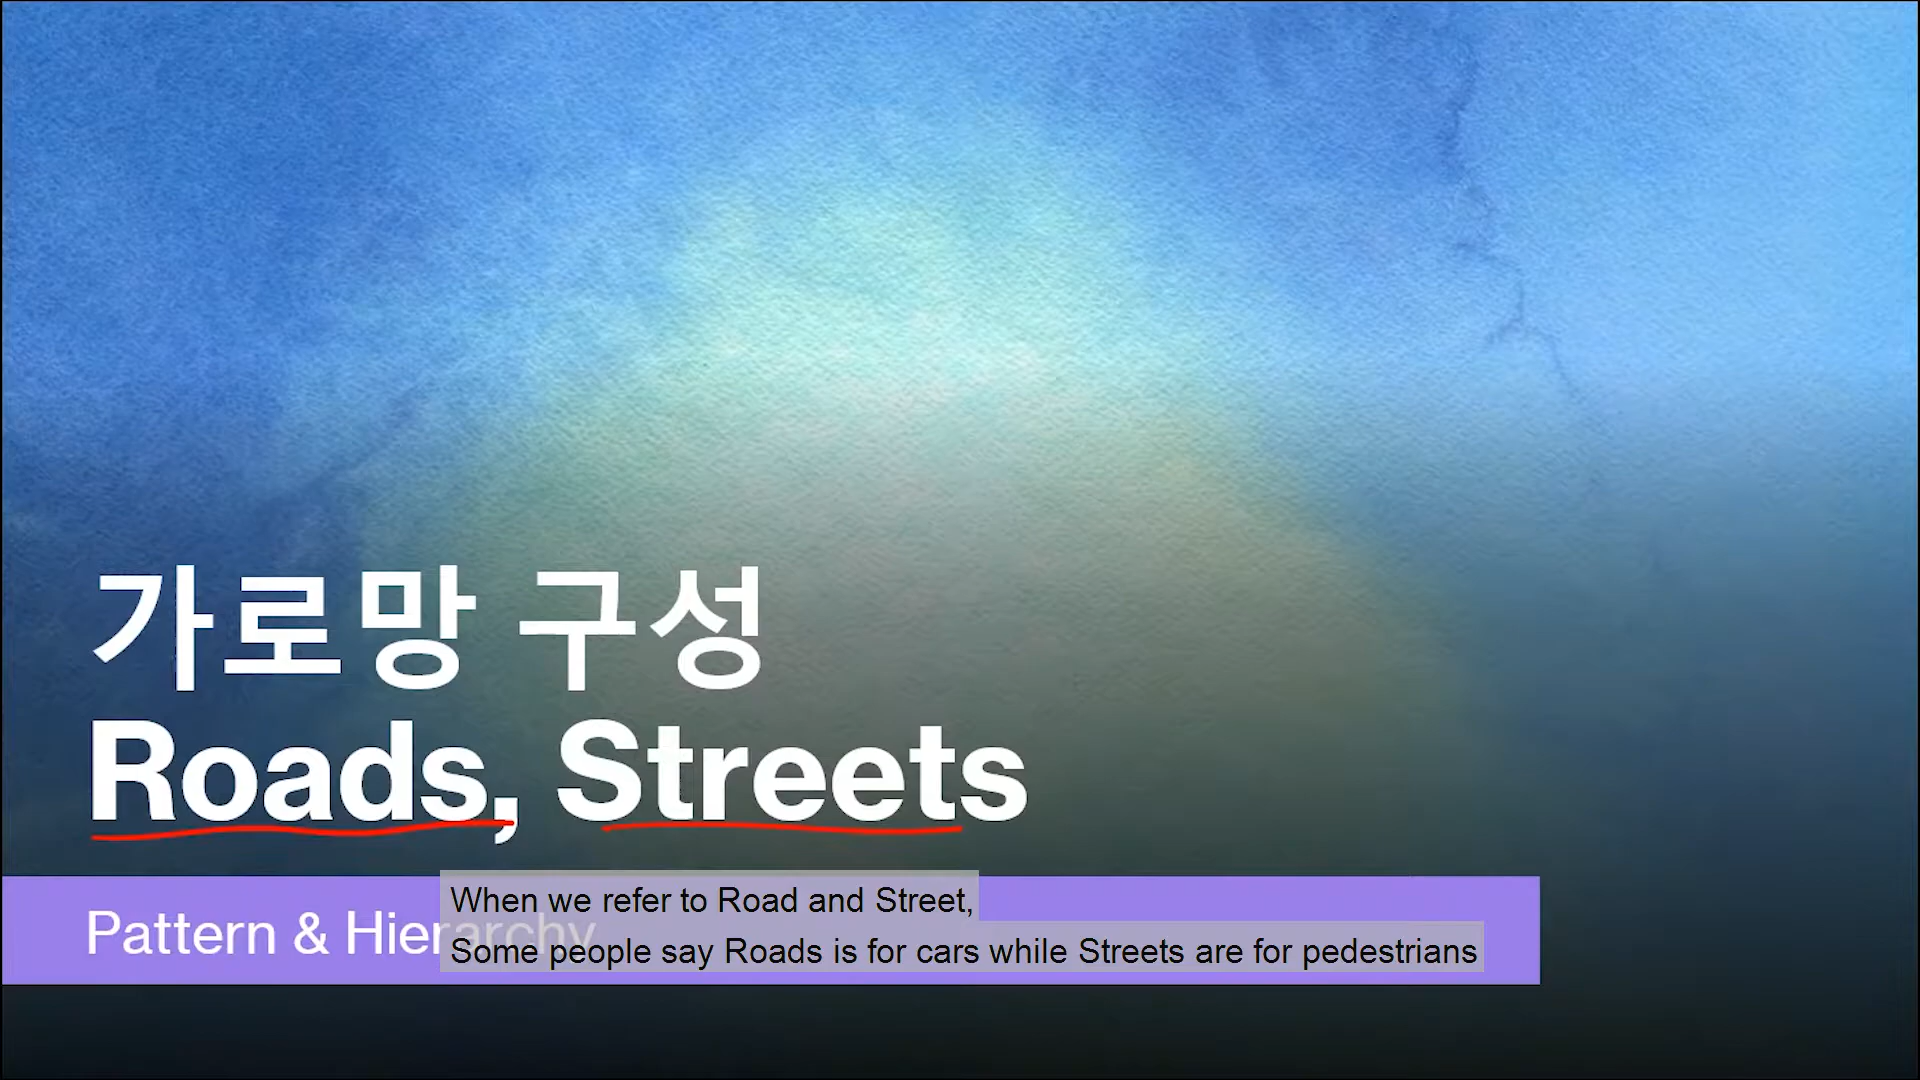 가로망 구성
Roads, Streets
Pattern & Hierarchy
When we refer to Road and Street,
Some people say Roads is for cars while Streets are for pedestrians